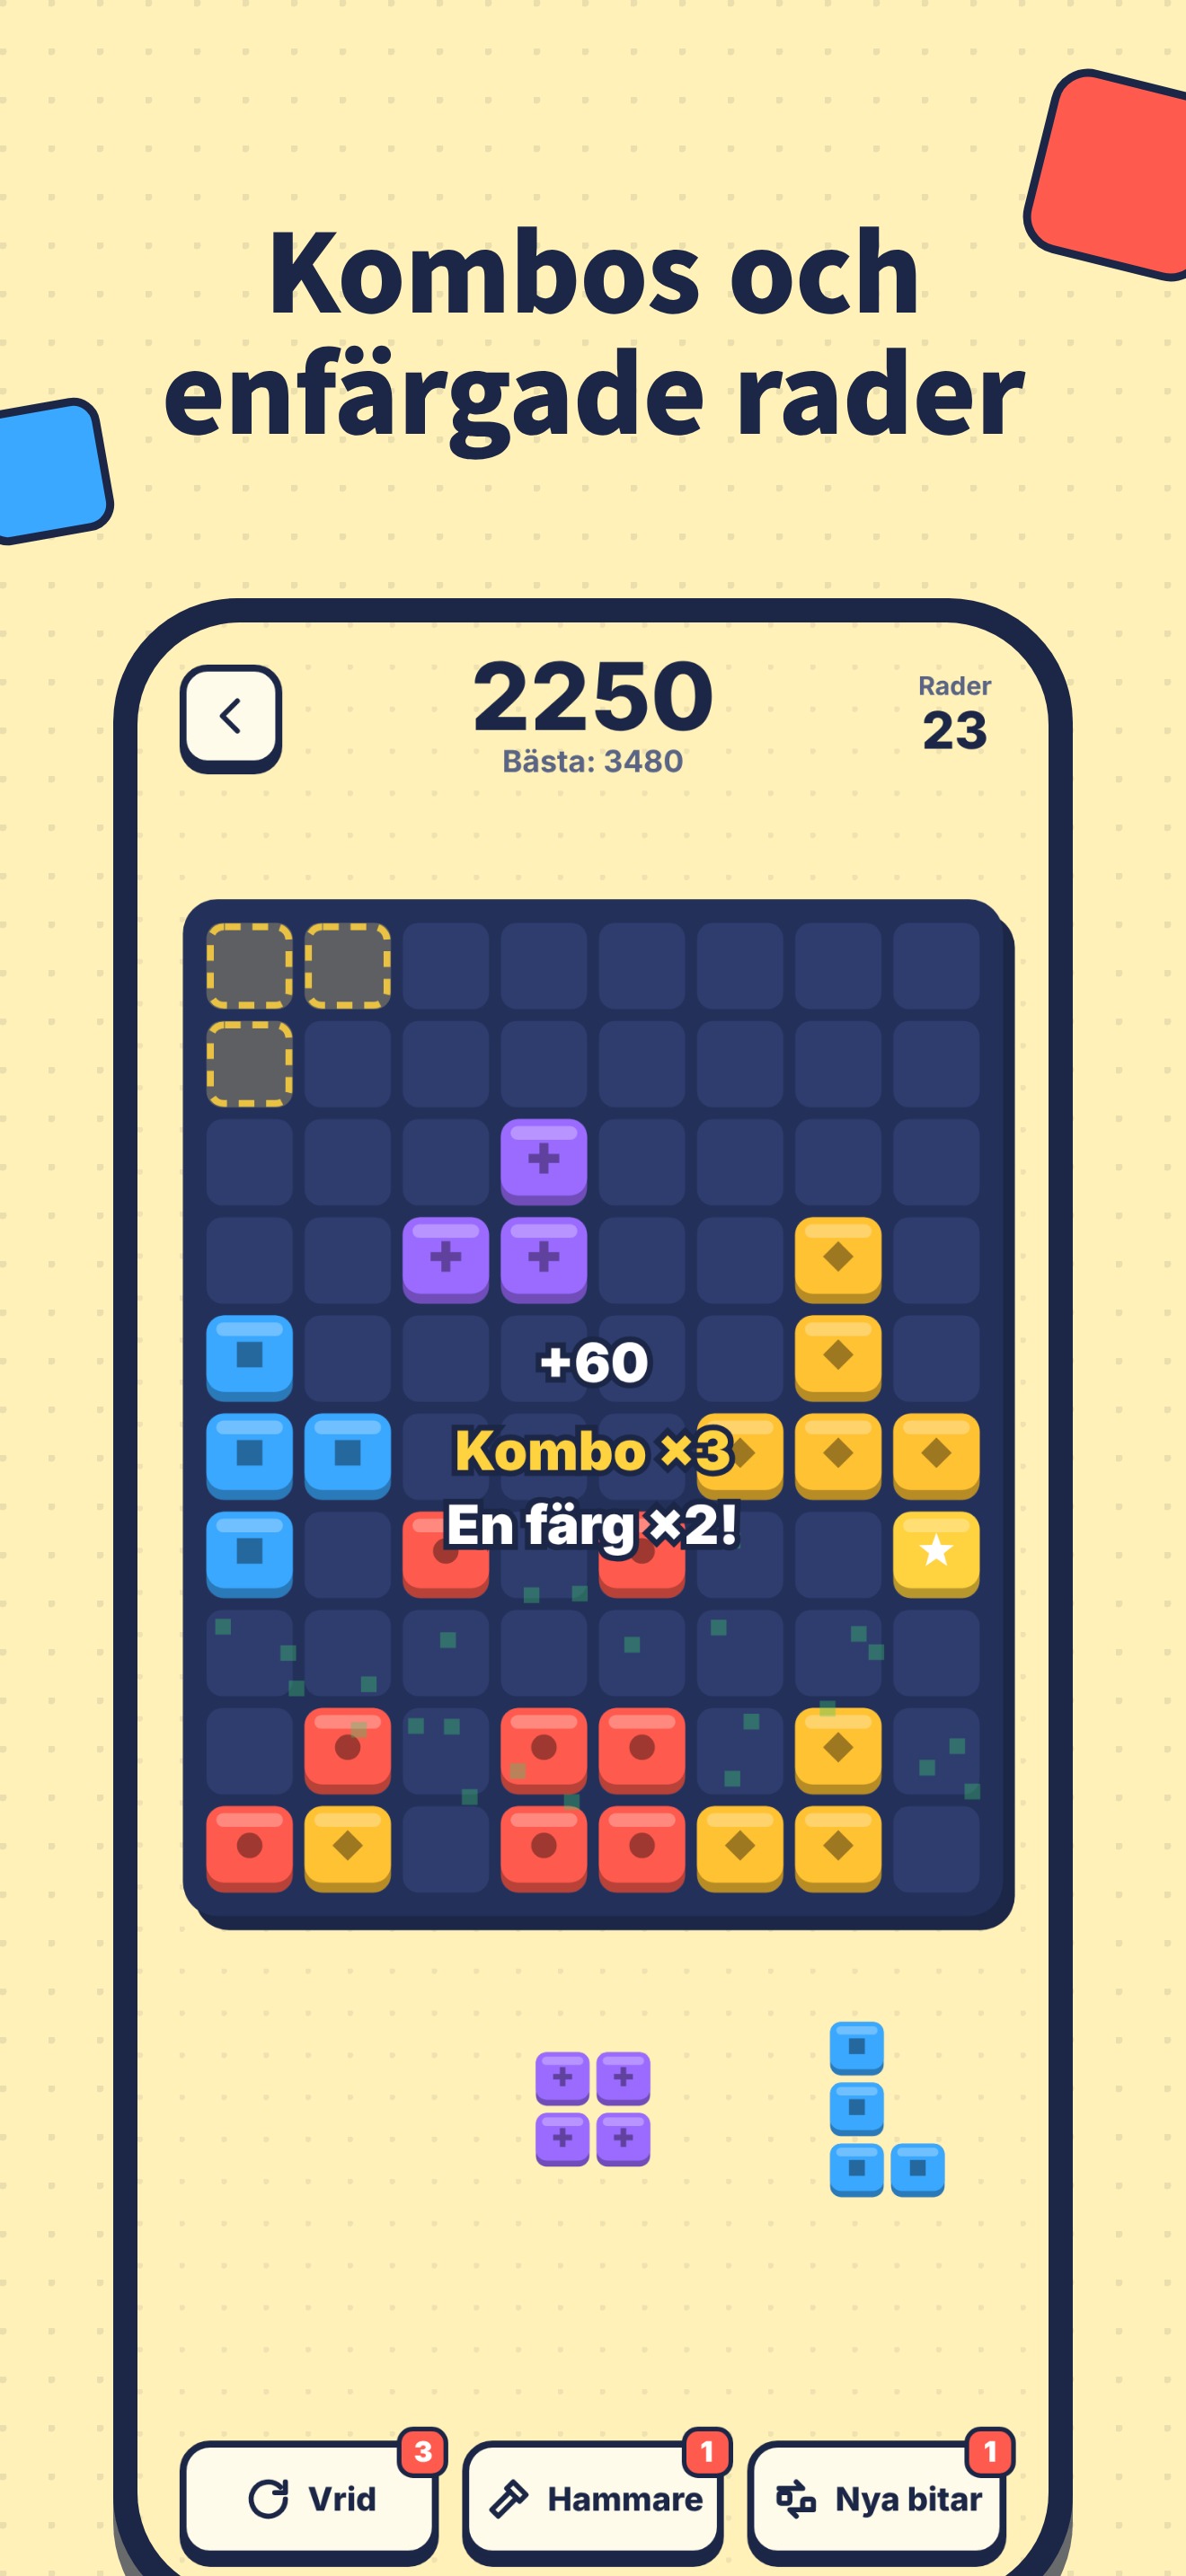 Kombos och
enfärgade rader
2250
Bästa: 3480
Rader
23
+60
Kombo ×3
En färg ×2!
3
Vrid
1
Hammare
1
Nya bitar